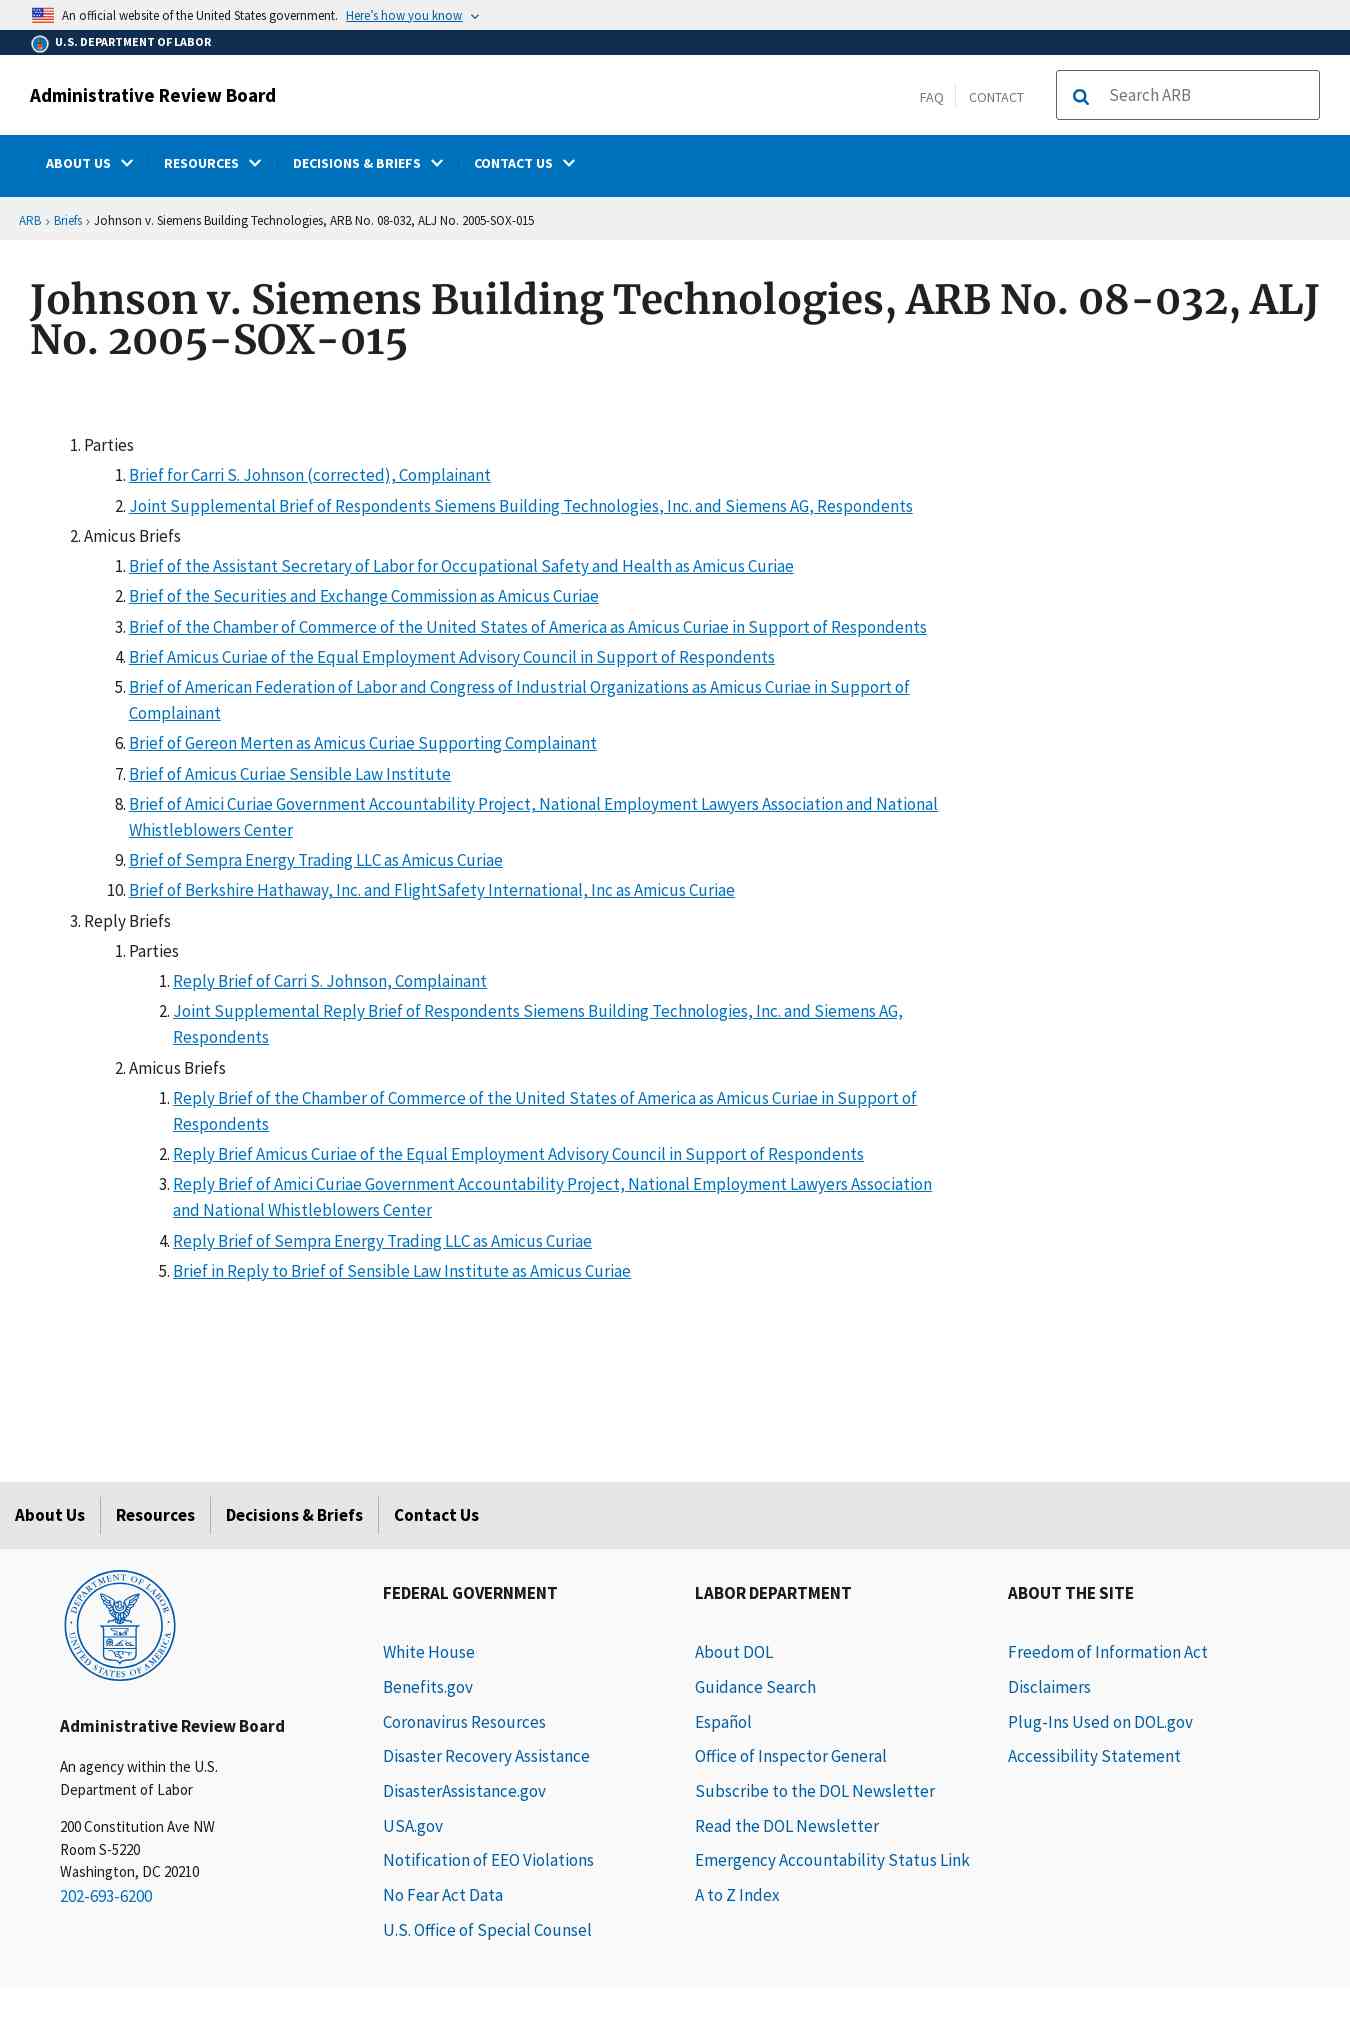 An official website of the United States government. Here's how you know
U.S. DEPARTMENT OF LABOR
Administrative Review Board
FAQ
CONTACT
Search ARB
ABOUT US
RESOURCES
DECISIONS & BRIEFS
CONTACT US
ARB › Briefs › Johnson v. Siemens Building Technologies, ARB No. 08-032, ALJ No. 2005-SOX-015
Johnson v. Siemens Building Technologies, ARB No. 08-032, ALJ
No. 2005-SOX-015
1. Parties
1. Brief for Carri S. Johnson (corrected), Complainant
2. Joint Supplemental Brief of Respondents Siemens Building Technologies, Inc. and Siemens AG, Respondents
2. Amicus Briefs
1. Brief of the Assistant Secretary of Labor for Occupational Safety and Health as Amicus Curiae
2. Brief of the Securities and Exchange Commission as Amicus Curiae
3. Brief of the Chamber of Commerce of the United States of America as Amicus Curiae in Support of Respondents
4. Brief Amicus Curiae of the Equal Employment Advisory Council in Support of Respondents
5. Brief of American Federation of Labor and Congress of Industrial Organizations as Amicus Curiae in Support of
Complainant
6. Brief of Gereon Merten as Amicus Curiae Supporting Complainant
7. Brief of Amicus Curiae Sensible Law Institute
8. Brief of Amici Curiae Government Accountability Project, National Employment Lawyers Association and National
Whistleblowers Center
9. Brief of Sempra Energy Trading LLC as Amicus Curiae
10. Brief of Berkshire Hathaway, Inc. and FlightSafety International, Inc as Amicus Curiae
3. Reply Briefs
1. Parties
1. Reply Brief of Carri S. Johnson, Complainant
2. Joint Supplemental Reply Brief of Respondents Siemens Building Technologies, Inc. and Siemens AG,
Respondents
2. Amicus Briefs
1. Reply Brief of the Chamber of Commerce of the United States of America as Amicus Curiae in Support of
Respondents
2. Reply Brief Amicus Curiae of the Equal Employment Advisory Council in Support of Respondents
3. Reply Brief of Amici Curiae Government Accountability Project, National Employment Lawyers Association
and National Whistleblowers Center
4. Reply Brief of Sempra Energy Trading LLC as Amicus Curiae
5. Brief in Reply to Brief of Sensible Law Institute as Amicus Curiae
About Us
Resources
Decisions & Briefs
Contact Us
DEPARTMENT OF LABOR
UNITED STATES OF AMERICA
Administrative Review Board
An agency within the U.S.
Department of Labor
200 Constitution Ave NW
Room S-5220
Washington, DC 20210
202-693-6200
FEDERAL GOVERNMENT
White House
Benefits.gov
Coronavirus Resources
Disaster Recovery Assistance
DisasterAssistance.gov
USA.gov
Notification of EEO Violations
No Fear Act Data
U.S. Office of Special Counsel
LABOR DEPARTMENT
About DOL
Guidance Search
Español
Office of Inspector General
Subscribe to the DOL Newsletter
Read the DOL Newsletter
Emergency Accountability Status Link
A to Z Index
ABOUT THE SITE
Freedom of Information Act
Disclaimers
Plug-Ins Used on DOL.gov
Accessibility Statement